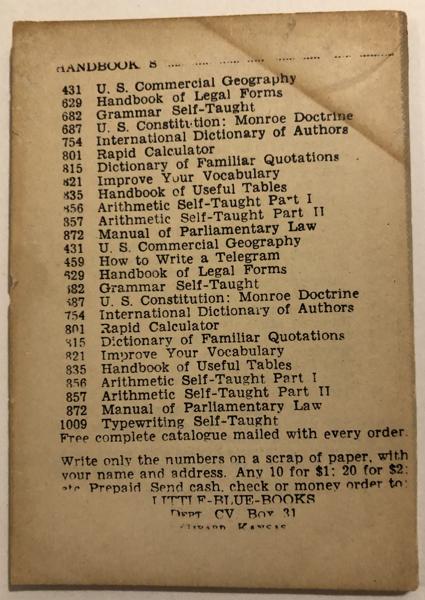 HANDBOOK S
431 U. S. Commercial Geography
629 Handbook of Legal Forms
682 Grammar Self-Taught
687 U. S. Constitution: Monroe Doctrine
754 International Dictionary of Authors
801 Rapid Calculator
815 Dictionary of Familiar Quotations
821 Improve Your Vocabulary
835 Handbook of Useful Tables
856 Arithmetic Self-Taught Part I
857 Arithmetic Self-Taught Part II
872 Manual of Parliamentary Law
431 U. S. Commercial Geography
459 How to Write a Telegram
629 Handbook of Legal Forms
682 Grammar Self-Taught
687 U. S. Constitution: Monroe Doctrine
754 International Dictionary of Authors
801 Rapid Calculator
815 Dictionary of Familiar Quotations
821 Improve Your Vocabulary
835 Handbook of Useful Tables
856 Arithmetic Self-Taught Part I
857 Arithmetic Self-Taught Part II
872 Manual of Parliamentary Law
1009 Typewriting Self-Taught
Free complete catalogue mailed with every order.
Write only the numbers on a scrap of paper, with
your name and address. Any 10 for $1; 20 for $2;
etc Prepaid Send cash, check or money order to:
LITTLE-BLUE-BOOKS
Dept CV Box 31
Girard Kansas